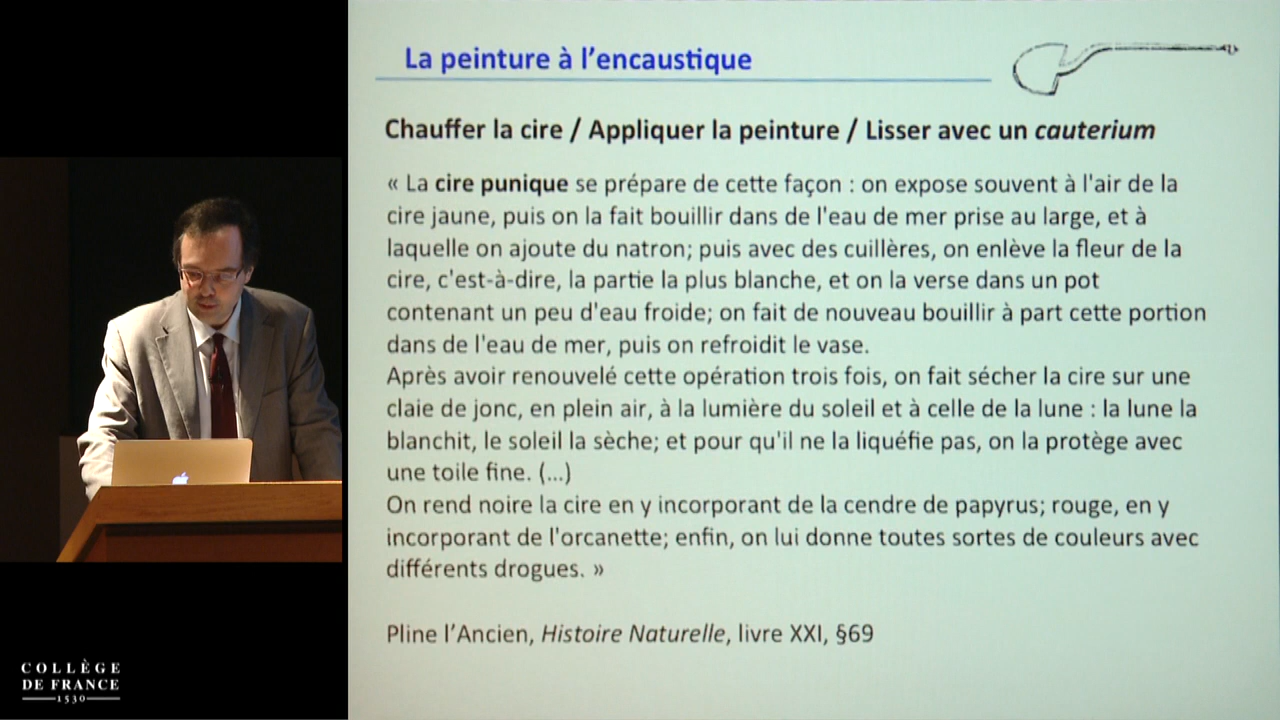 La peinture à l'encaustique
Chauffer la cire / Appliquer la peinture / Lisser avec un cauterium
« La cire punique se prépare de cette façon : on expose souvent à l'air de la
cire jaune, puis on la fait bouillir dans de l'eau de mer prise au large, et à
laquelle on ajoute du natron; puis avec des cuillères, on enlève la fleur de la
cire, c'est-à-dire, la partie la plus blanche, et on la verse dans un pot
contenant un peu d'eau froide; on fait de nouveau bouillir à part cette portion
dans de l'eau de mer, puis on refroidit le vase.
Après avoir renouvelé cette opération trois fois, on fait sécher la cire sur une
claie de jonc, en plein air, à la lumière du soleil et à celle de la lune : la lune la
blanchit, le soleil la sèche; et pour qu'il ne la liquéfie pas, on la protège avec
une toile fine. (...)
On rend noire la cire en y incorporant de la cendre de papyrus; rouge, en y
incorporant de l'orcanette; enfin, on lui donne toutes sortes de couleurs avec
différents drogues. »
Pline l'Ancien, Histoire Naturelle, livre XXI, §69
COLLÈGE
DE FRANCE
1530